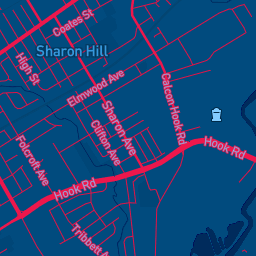 Coates St
Sharon Hill
High St
Elmwood Ave
Calcon Hook Rd
Sharon Ave
Clifton Ave
Hook Rd
Folcroft Ave
Hook Rd
Tribbett A